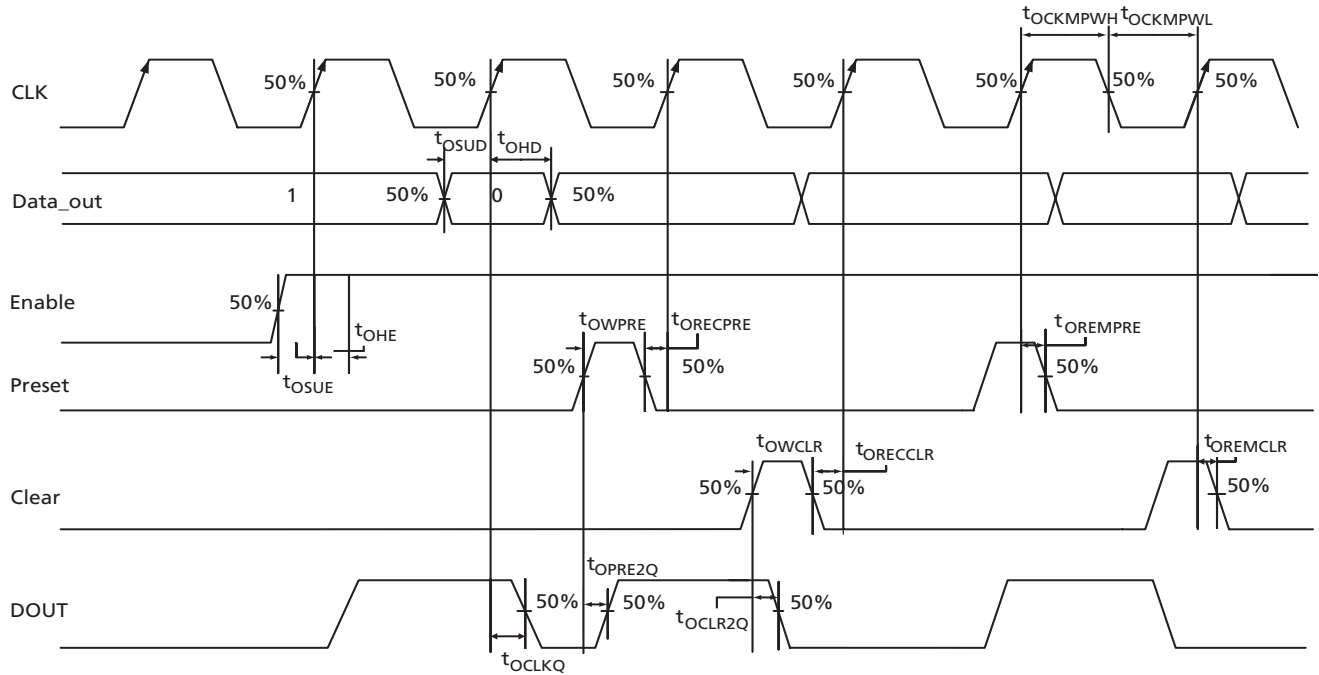 tOCKMPWH tOCKMPWL
CLK 50% 50% 50% 50% 50% 50% 50%
tOSUD tOHD
Data_out 1 50% 0 50%
Enable 50%
tOHE tOWPRE tORECPRE tOREMPRE
Preset tOSUE 50% 50% 50%
tOWCLR tORECCLR tOREMCLR
Clear 50% 50% 50%
tOPRE2Q
DOUT 50% 50% tOCLR2Q 50%
tOCLKQ